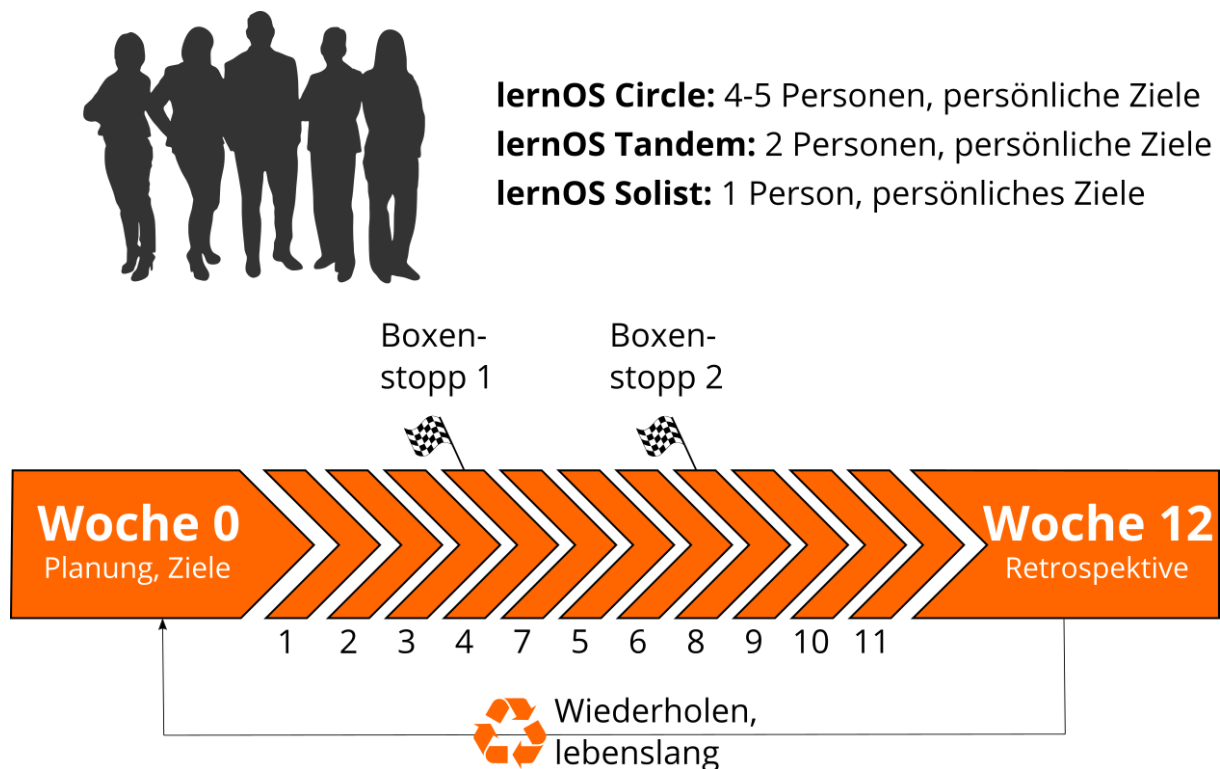 lernOS Circle: 4-5 Personen, persönliche Ziele
lernOS Tandem: 2 Personen, persönliche Ziele
lernOS Solist: 1 Person, persönliches Ziele
Boxen-
stopp 1
Boxen-
stopp 2
Woche 0
Planung, Ziele
Woche 12
Retrospektive
1 2 3 4 7 5 6 8 9 10 11
Wiederholen,
lebenslang